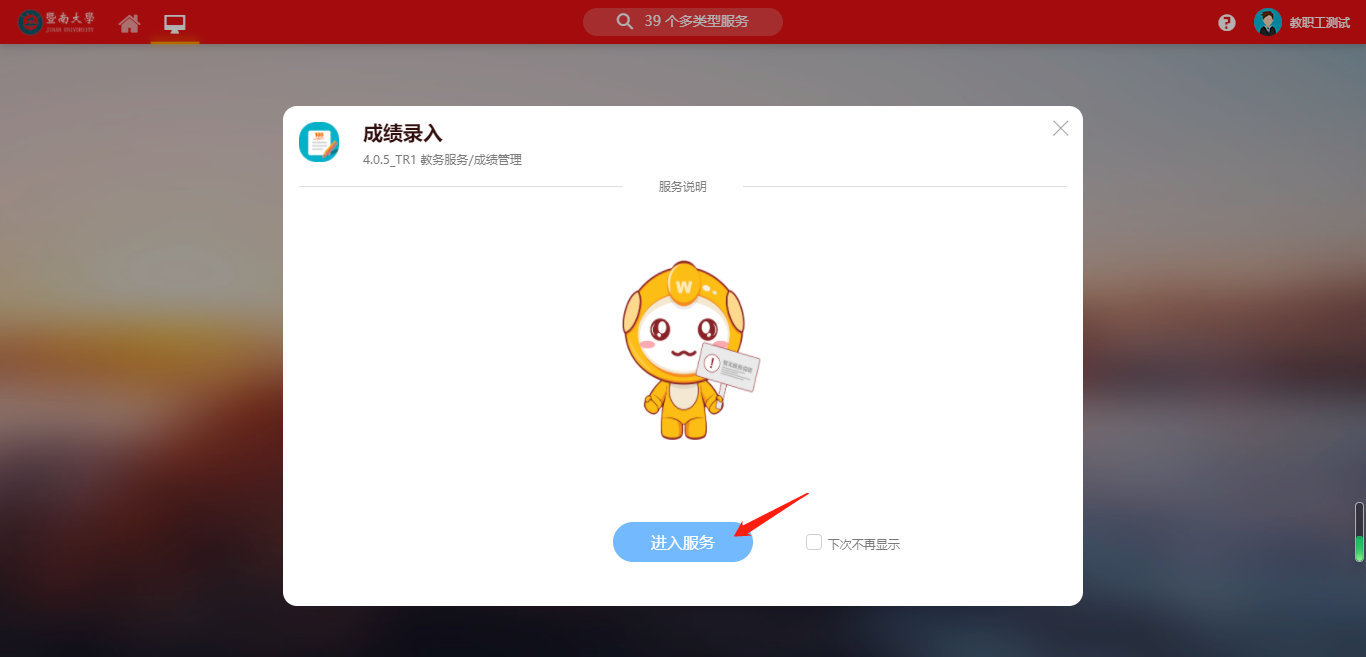 暨南大學
JINAN UNIVERSITY
39 个多类型服务
教职工测试
成绩录入
4.0.5_TR1 教务服务/成绩管理
服务说明
W
!
进入服务
下次不再显示